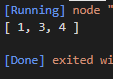 [Running] node "
[ 1, 3, 4 ]
[Done] exited wi